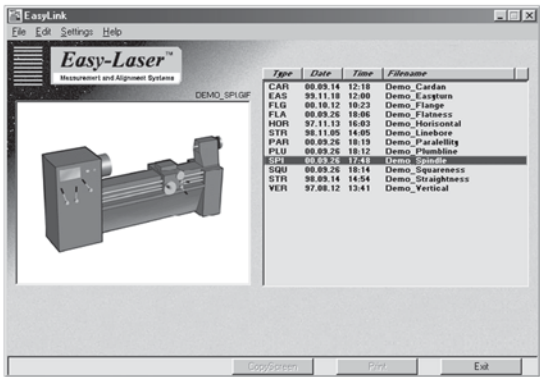 EasyLink
File Edit Settings Help
Easy-Laser™
Measurement and Alignment Systems
DEMO_SPI.GIF
Type Date Time Filename
CAR 00.09.14 12:18 Demo_Cardan
EAS 99.11.18 12:00 Demo_Easyturn
FLG 00.10.12 10:23 Demo_Flange
FLA 00.09.26 18:06 Demo_Flatness
HOR 97.11.13 16:03 Demo_Horisontal
STR 98.11.05 14:05 Demo_Linebore
PAR 00.09.26 18:19 Demo_Paralellity
PLU 00.09.26 18:12 Demo_Plumbline
SPI 00.09.26 17:48 Demo_Spindle
SQU 00.09.26 18:14 Demo_Squareness
STR 98.09.14 14:54 Demo_Straightness
VER 97.08.12 13:41 Demo_Vertical
CopyScreen Print Exit